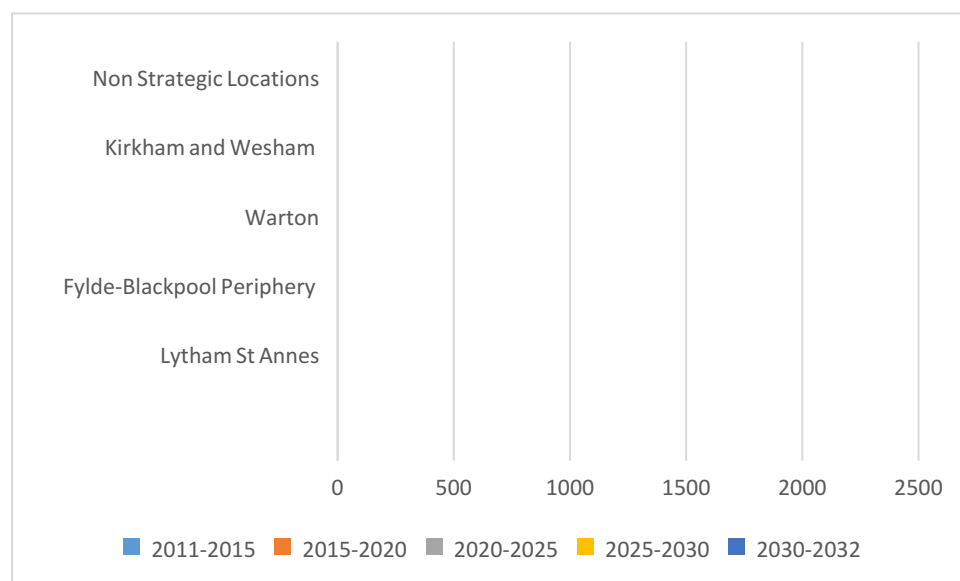 Non Strategic Locations
Kirkham and Wesham
Warton
Fylde-Blackpool Periphery
Lytham St Annes
0 500 1000 1500 2000 2500
2011-2015 2015-2020 2020-2025 2025-2030 2030-2032